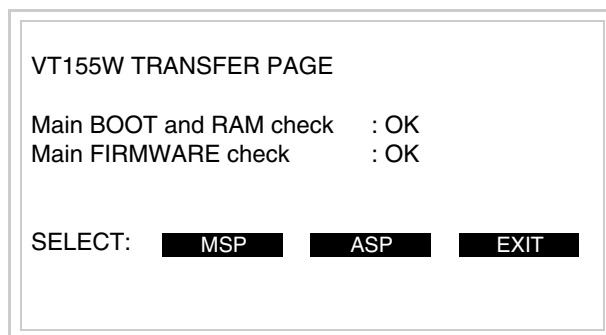 VT155W TRANSFER PAGE
Main BOOT and RAM check : OK
Main FIRMWARE check : OK
SELECT: MSP ASP EXIT